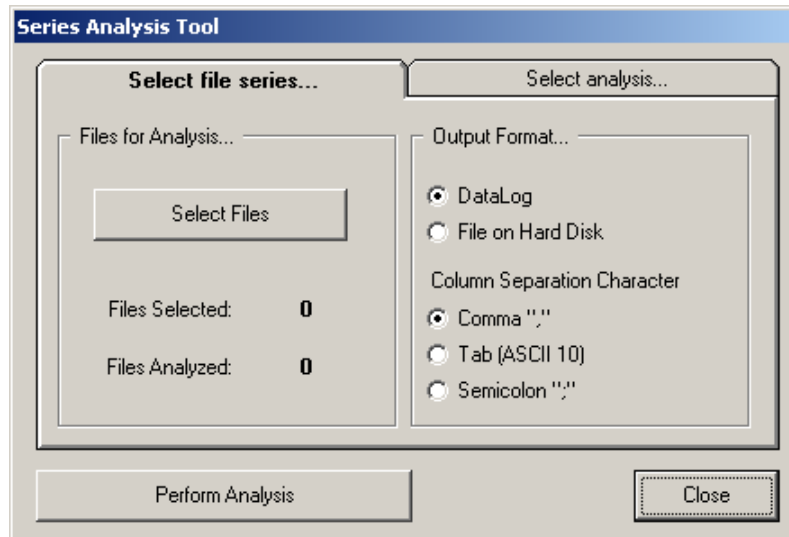 Series Analysis Tool
Select file series...
Select analysis...
Files for Analysis...
Select Files
Files Selected: 0
Files Analyzed: 0
Output Format...
DataLog
File on Hard Disk
Column Separation Character
Comma ","
Tab (ASCII 10)
Semicolon ";"
Perform Analysis
Close